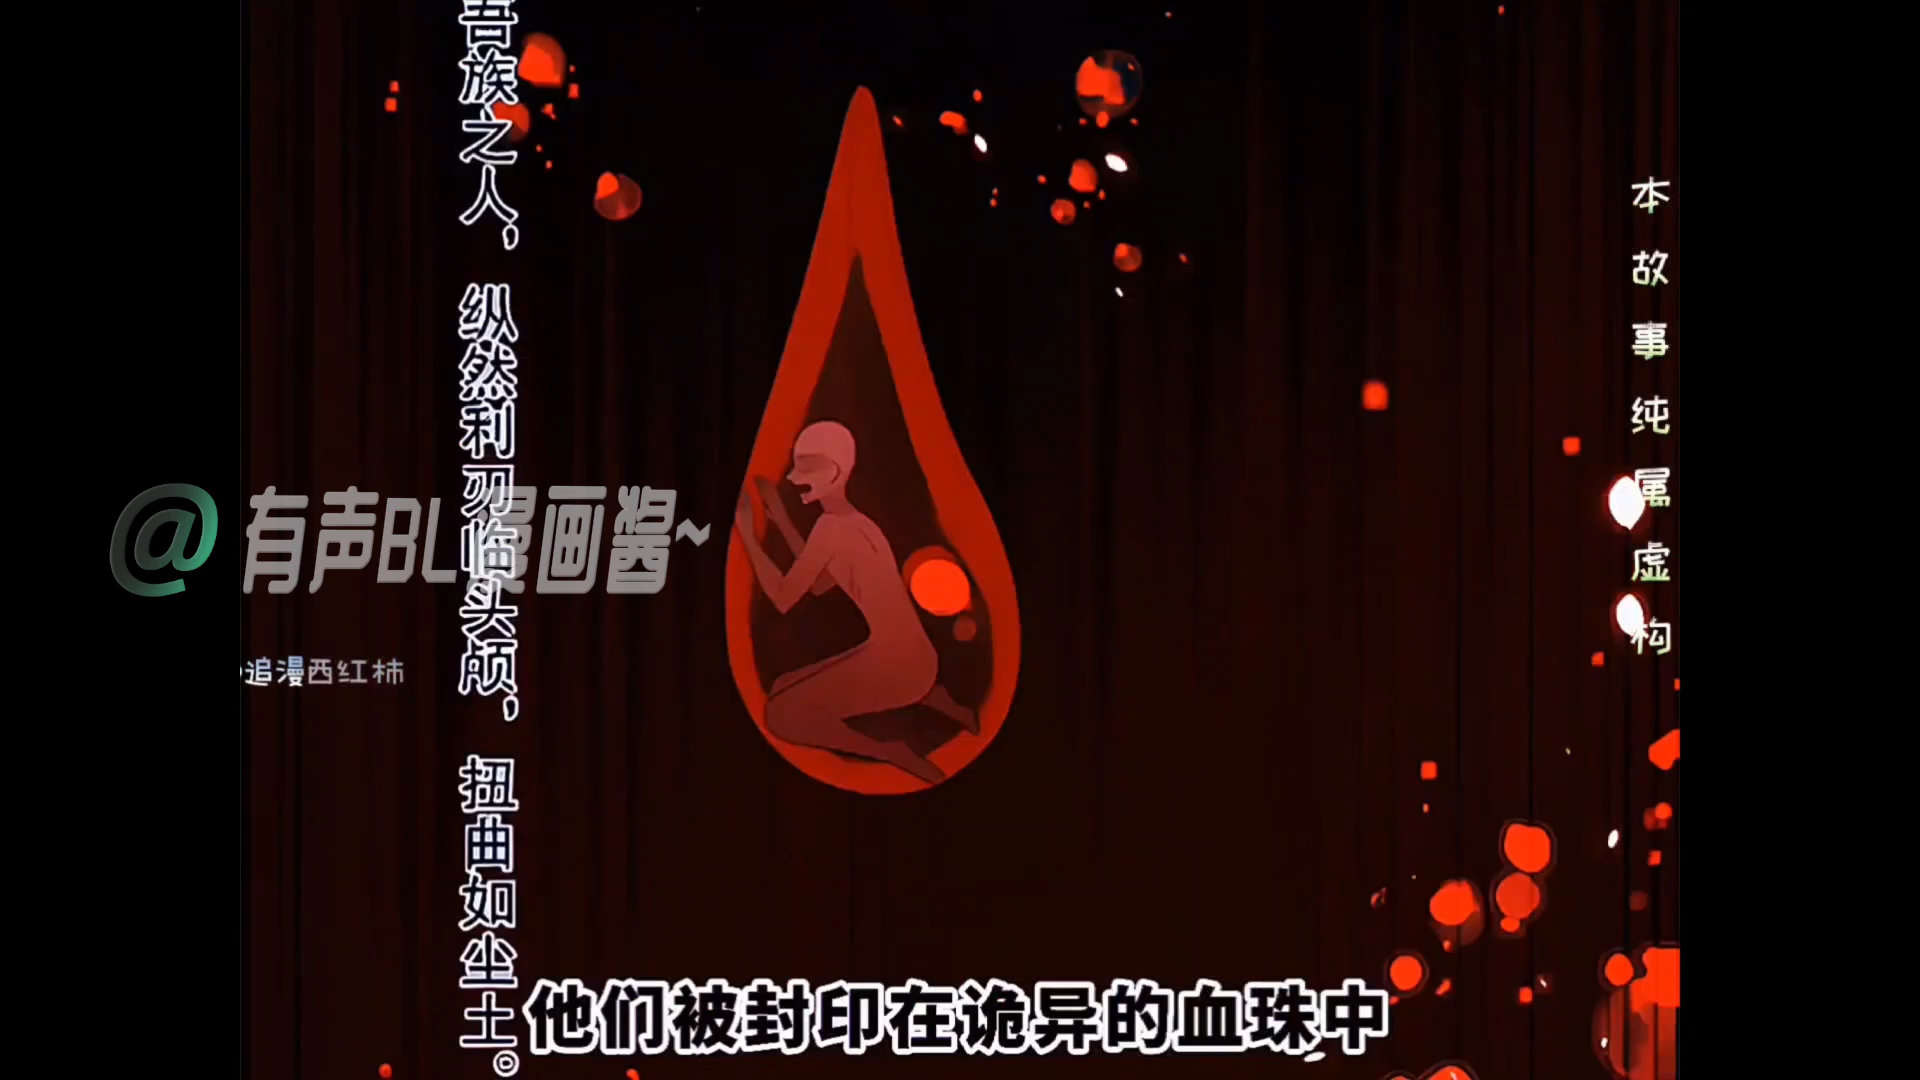 吾族之人，纵然利刃临头颅，扭曲如尘土。
本故事纯属虚构
@有声BL漫画酱~
追漫西红柿
他们被封印在诡异的血珠中